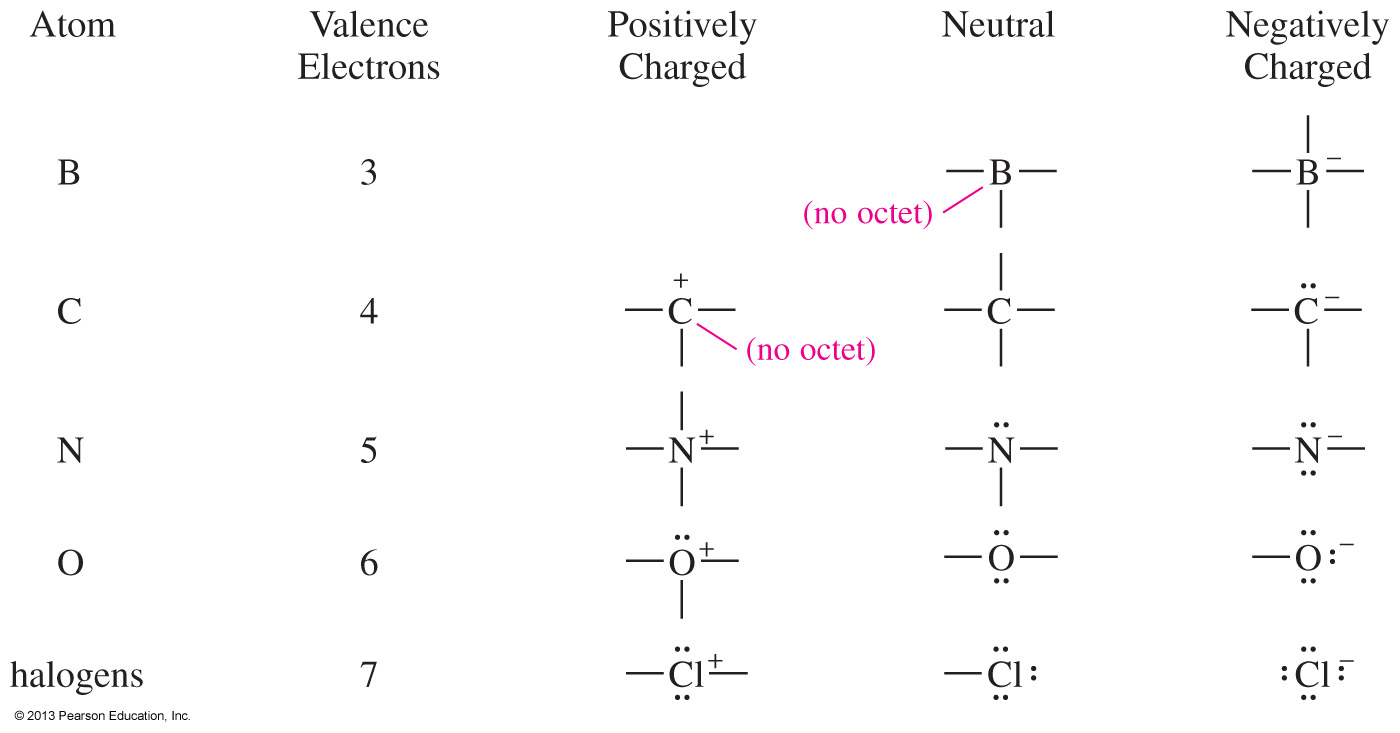 Atom Valence Electrons Positively Charged Neutral Negatively Charged
B 3 B B −
(no octet)
C 4 C + C C −
(no octet)
N 5 N + N N −
O 6 O + O O −
halogens 7 Cl + Cl Cl −
© 2013 Pearson Education, Inc.